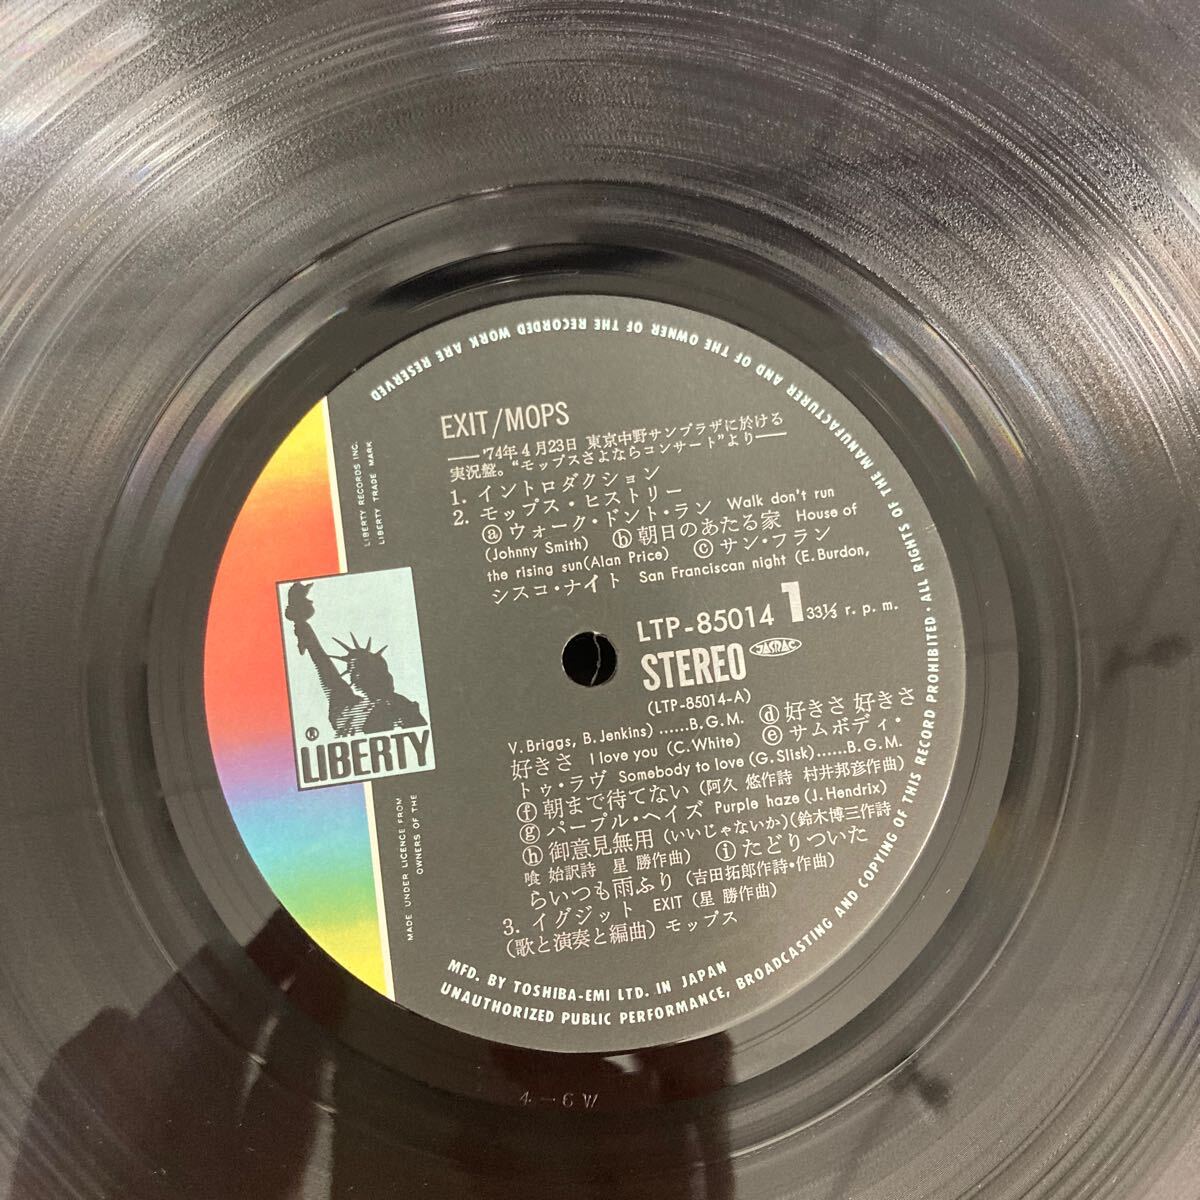 EXIT/MOPS
——'74年4月23日 東京中野サンプラザに於ける
実況盤。“モップスさよならコンサート”より——
1. イントロダクション
2. モップス・ヒストリー
ⓐウォーク・ドント・ラン Walk don't run
(Johnny Smith) ⓑ朝日のあたる家 House of
the rising sun(Alan Price) ⓒサン・フラン
シスコ・ナイト San Franciscan night (E. Burdon,
LTP-85014 1 33⅓ r. p. m.
STEREO JASRAC
(LTP-85014-A)
V. Briggs, B. Jenkins) ......B.G.M. ⓓ好きさ 好きさ
好きさ I love you (C. White) ⓔサムボディ・
トゥ・ラヴ Somebody to love (G. Slisk)......B.G.M.
ⓕ朝まで待てない (阿久 悠作詩 村井邦彦作曲)
ⓖパープル・ヘイズ Purple haze (J. Hendrix)
ⓗ御意見無用 (いいじゃないか) (鈴木博三作詩
喰 始訳詩 星 勝作曲) ⓘたどりついた
らいつも雨ふり (吉田拓郎作詩・作曲)
3. イグジット EXIT (星 勝作曲)
(歌と演奏と編曲) モップス
MFD. BY TOSHIBA-EMI LTD. IN JAPAN
UNAUTHORIZED PUBLIC PERFORMANCE, BROADCASTING AND COPYING OF THIS RECORD PROHIBITED · ALL RIGHTS OF THE MANUFACTURER AND OF THE OWNER OF THE RECORDED WORK ARE RESERVED
LIBERTY RECORDS INC.
LIBERTY TRADE MARK
® LIBERTY
MADE UNDER LICENCE FROM
OWNERS OF THE
4-6W